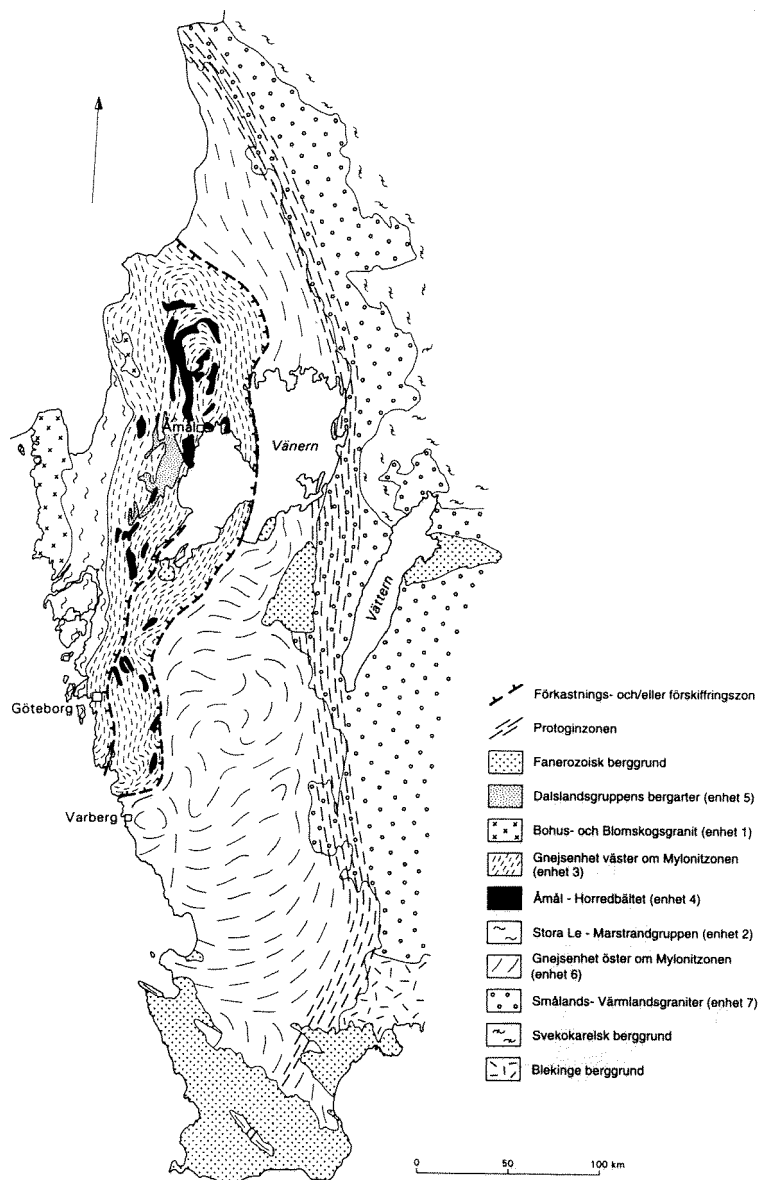 Åmål
Vänern
Vättern
Göteborg
Varberg
Förkastnings- och/eller förskiffringszon
Protoginzonen
Fanerozoisk berggrund
Dalslandsgruppens bergarter (enhet 5)
Bohus- och Blomskogsgranit (enhet 1)
Gnejsenhet väster om Mylonitzonen
(enhet 3)
Åmål - Horredbältet (enhet 4)
Stora Le - Marstrandgruppen (enhet 2)
Gnejsenhet öster om Mylonitzonen
(enhet 6)
Smålands- Värmlandsgraniter (enhet 7)
Svekokarelsk berggrund
Blekinge berggrund
0 50 100 km